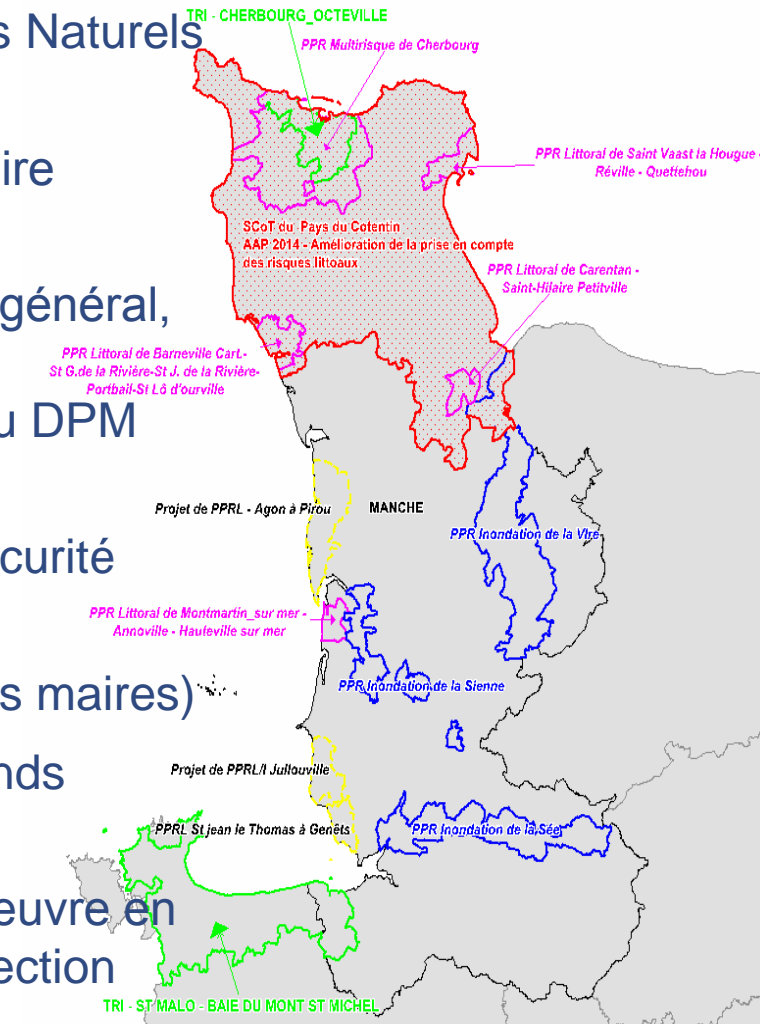 TRI - CHERBOURG_OCTEVILLE
s Naturels
PPR Multirisque de Cherbourg
ire
PPR Littoral de Saint Vaast la Hougue -
Réville - Quettehou
SCoT du Pays du Cotentin
AAP 2014 - Amélioration de la prise en compte
des risques littoaux
PPR Littoral de Carentan -
Saint-Hilaire Petitville
général,
PPR Littoral de Barneville Cart.-
St G.de la Rivière-St J. de la Rivière-
Portbail-St Lô d'ourville
u DPM
Projet de PPRL - Agon à Pirou
MANCHE
PPR Inondation de la VIre
curité
PPR Littoral de Montmartin_sur mer -
Annoville - Hauteville sur mer
s maires)
PPR Inondation de la Sienne
nds
Projet de PPRL/I Jullouville
PPRL St jean le Thomas à Genêts
PPR Inondation de la Sée
euvre en
ection
TRI - ST MALO - BAIE DU MONT ST MICHEL